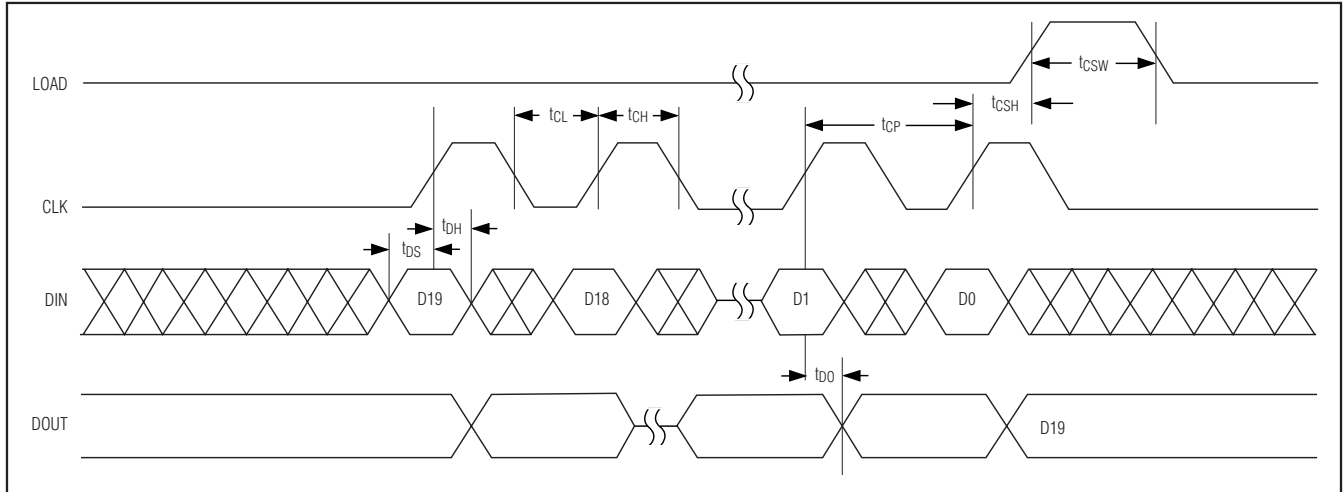 LOAD
tCSW
tCSH
tCL
tCH
tCP
CLK
tDH
tDS
DIN
D19
D18
D1
D0
tDO
DOUT
D19